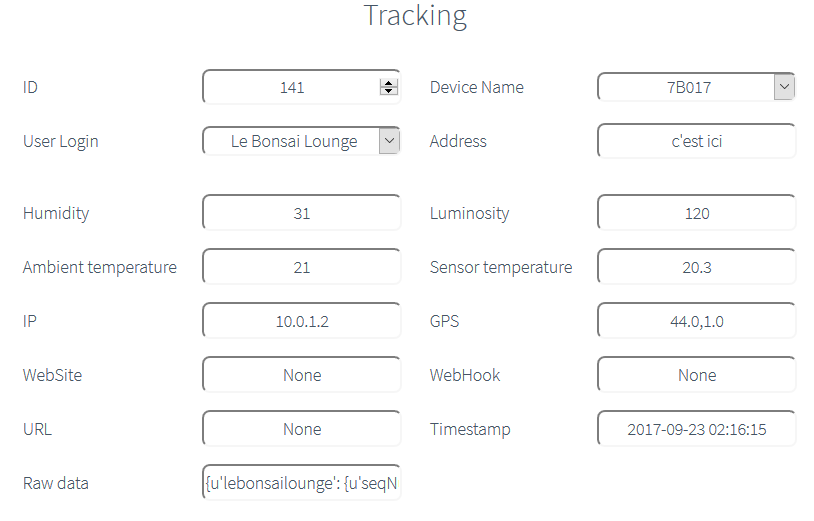 Tracking
ID 141 Device Name 7B017
User Login Le Bonsai Lounge Address c'est ici
Humidity 31 Luminosity 120
Ambient temperature 21 Sensor temperature 20.3
IP 10.0.1.2 GPS 44.0,1.0
WebSite None WebHook None
URL None Timestamp 2017-09-23 02:16:15
Raw data {u'lebonsailounge': {u'seqN